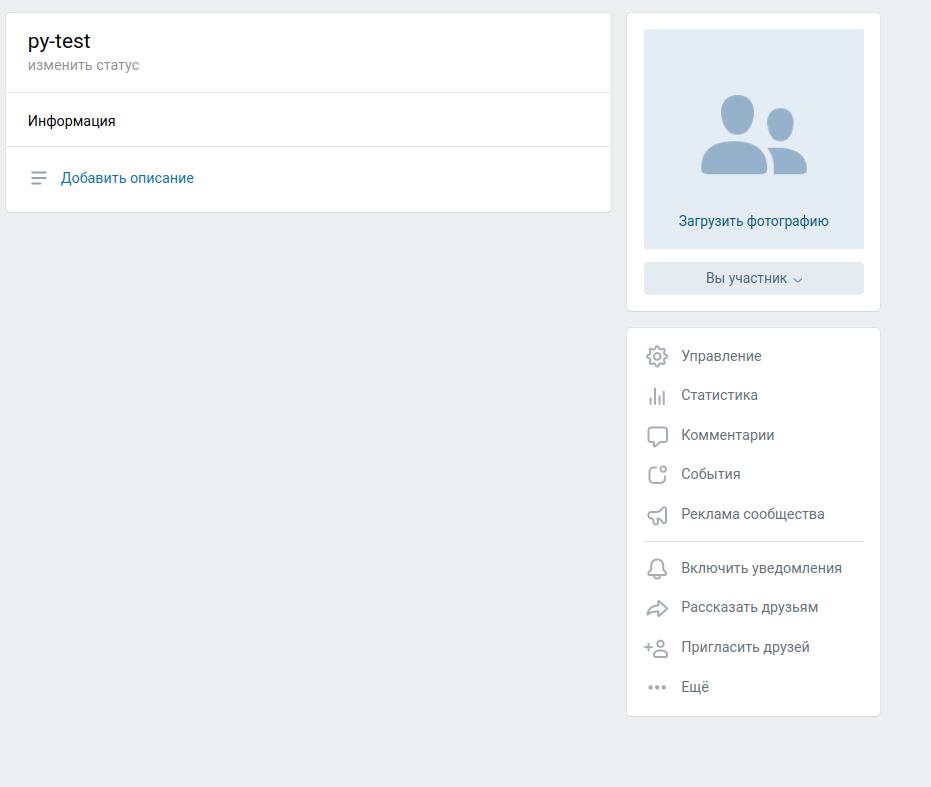 py-test
изменить статус
Информация
Добавить описание
Загрузить фотографию
Вы участник
Управление
Статистика
Комментарии
События
Реклама сообщества
Включить уведомления
Рассказать друзьям
Пригласить друзей
Ещё